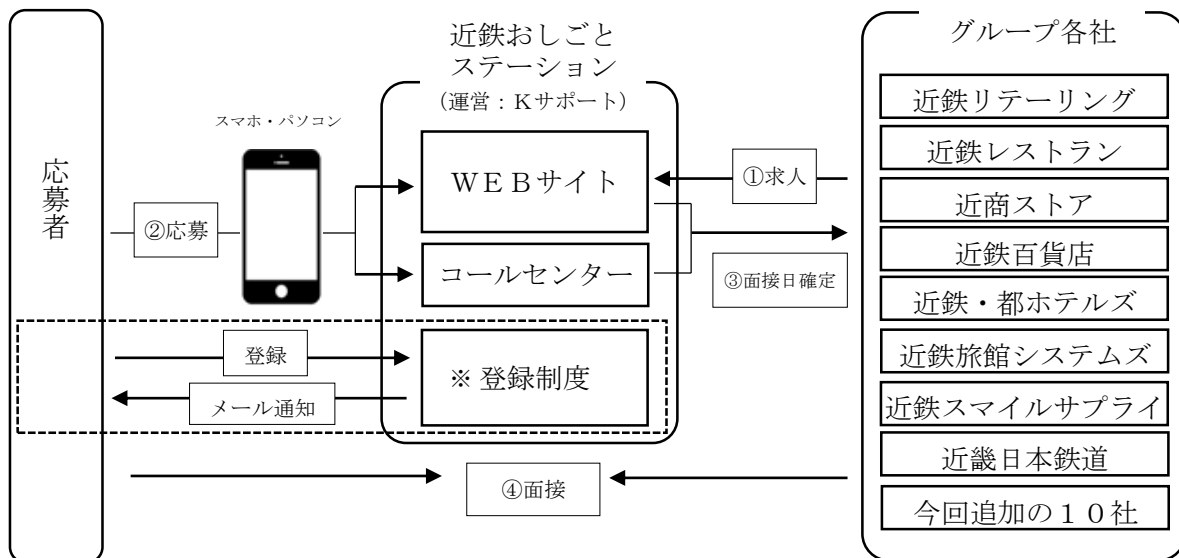 応募者
スマホ・パソコン
②応募
近鉄おしごと
ステーション
（運営：Ｋサポート）
ＷＥＢサイト
コールセンター
登録
メール通知
※ 登録制度
①求人
③面接日確定
④面接
グループ各社
近鉄リテーリング
近鉄レストラン
近商ストア
近鉄百貨店
近鉄・都ホテルズ
近鉄旅館システムズ
近鉄スマイルサプライ
近畿日本鉄道
今回追加の１０社